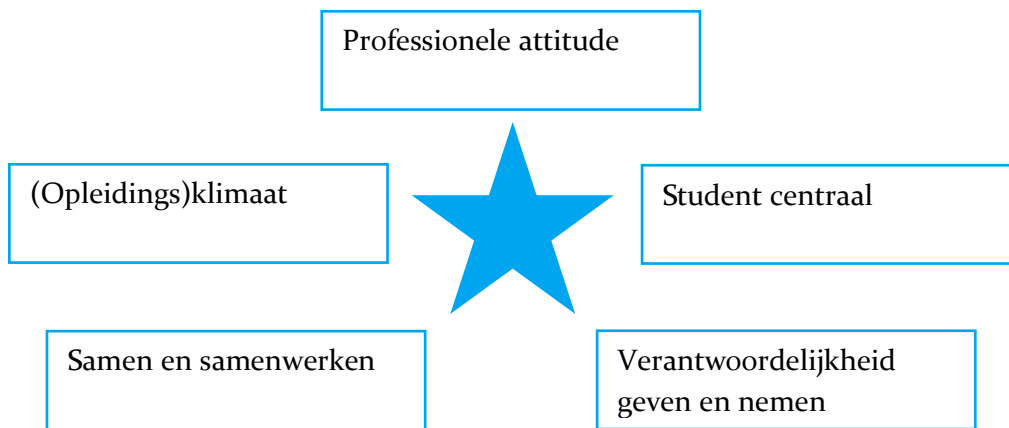 Professionele attitude
(Opleidings)klimaat
Student centraal
Samen en samenwerken
Verantwoordelijkheid
geven en nemen